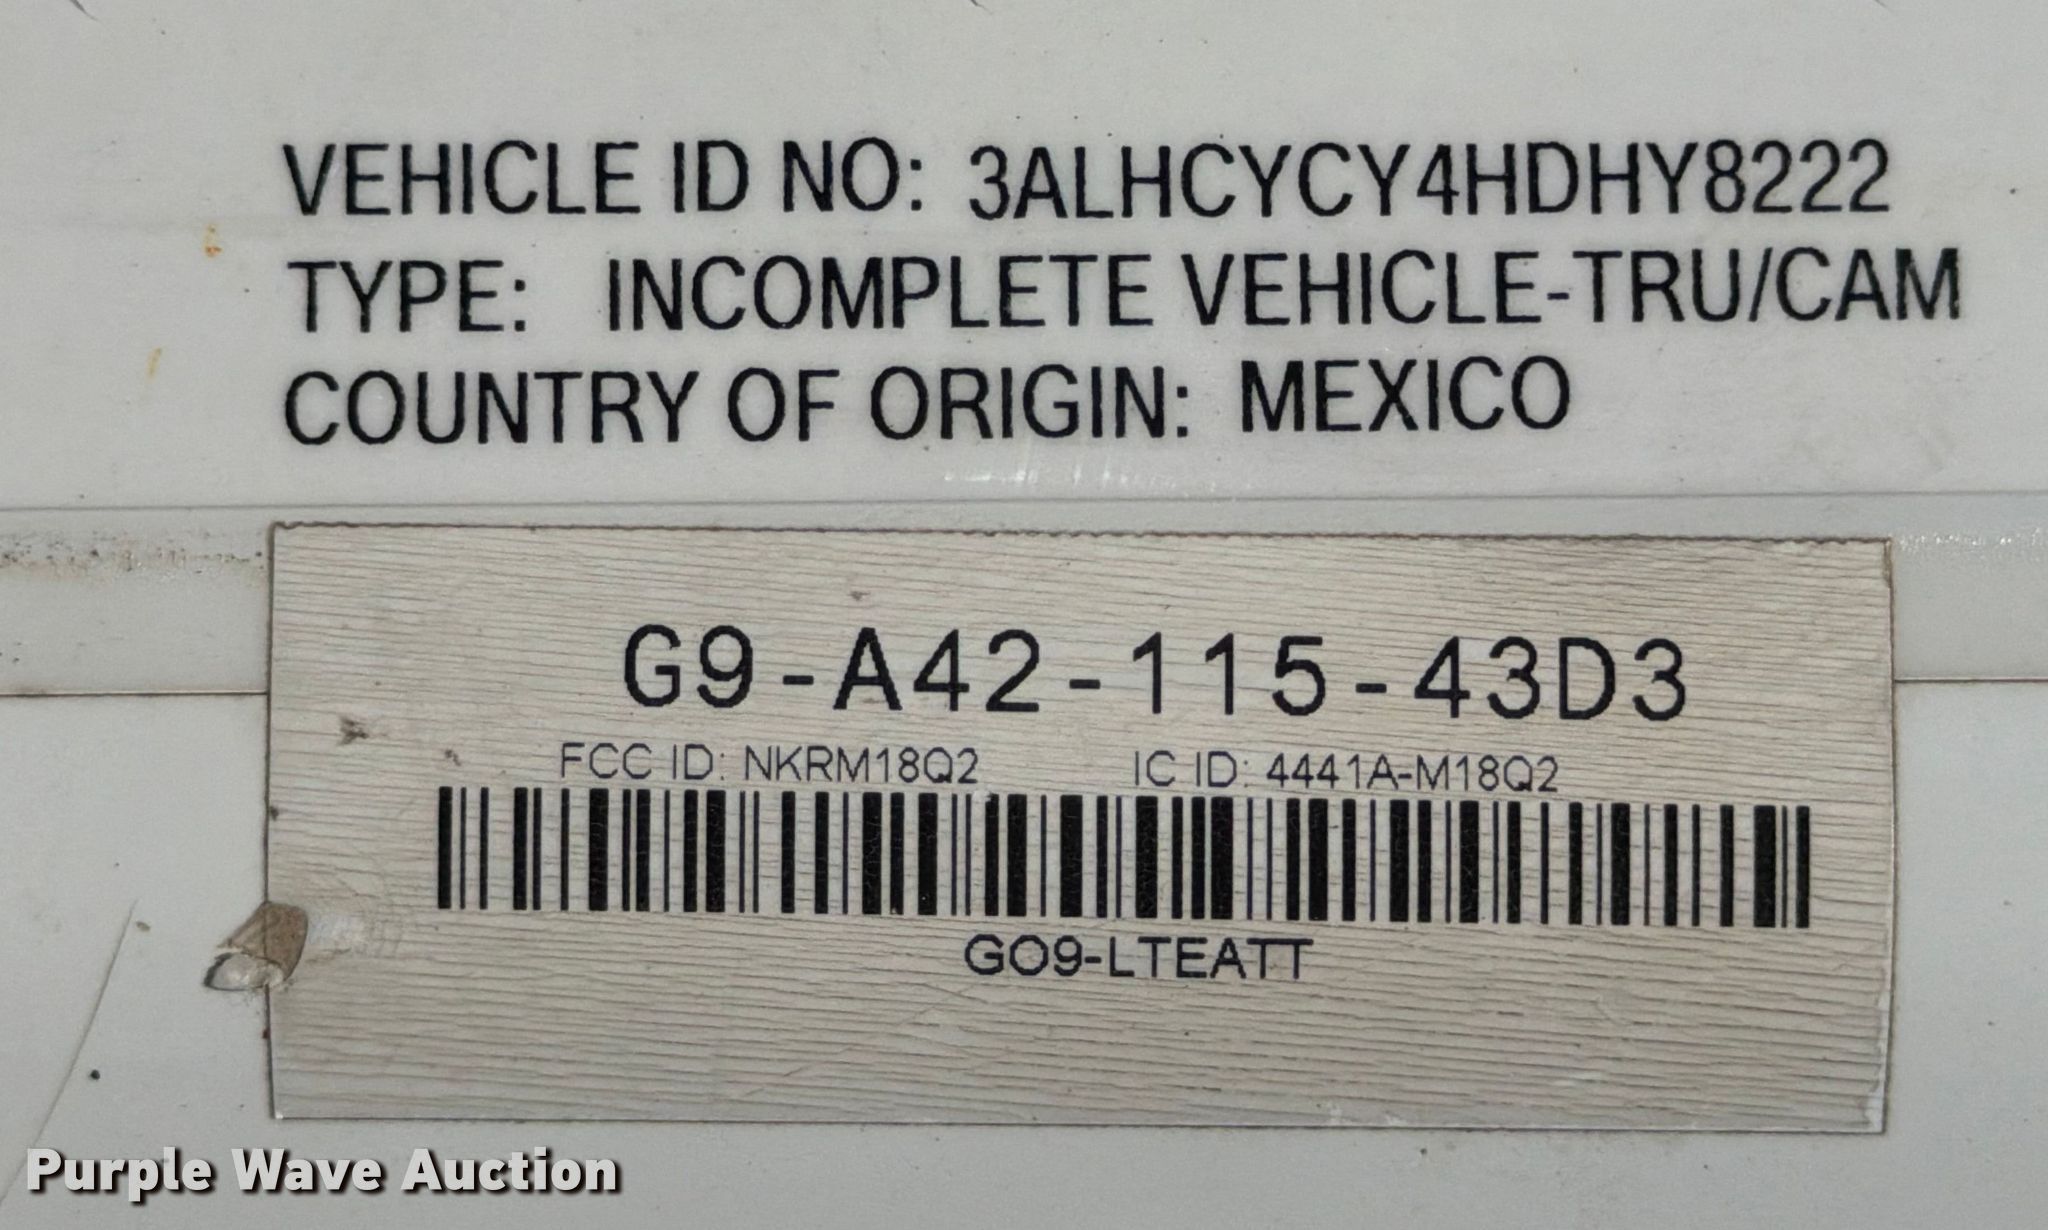 VEHICLE ID NO: 3ALHCYCY4HDHY8222
TYPE: INCOMPLETE VEHICLE-TRU/CAM
COUNTRY OF ORIGIN: MEXICO
G9-A42-115-43D3
FCC ID: NKRM18Q2 IC ID: 4441A-M18Q2
GO9-LTEATT
Purple Wave Auction